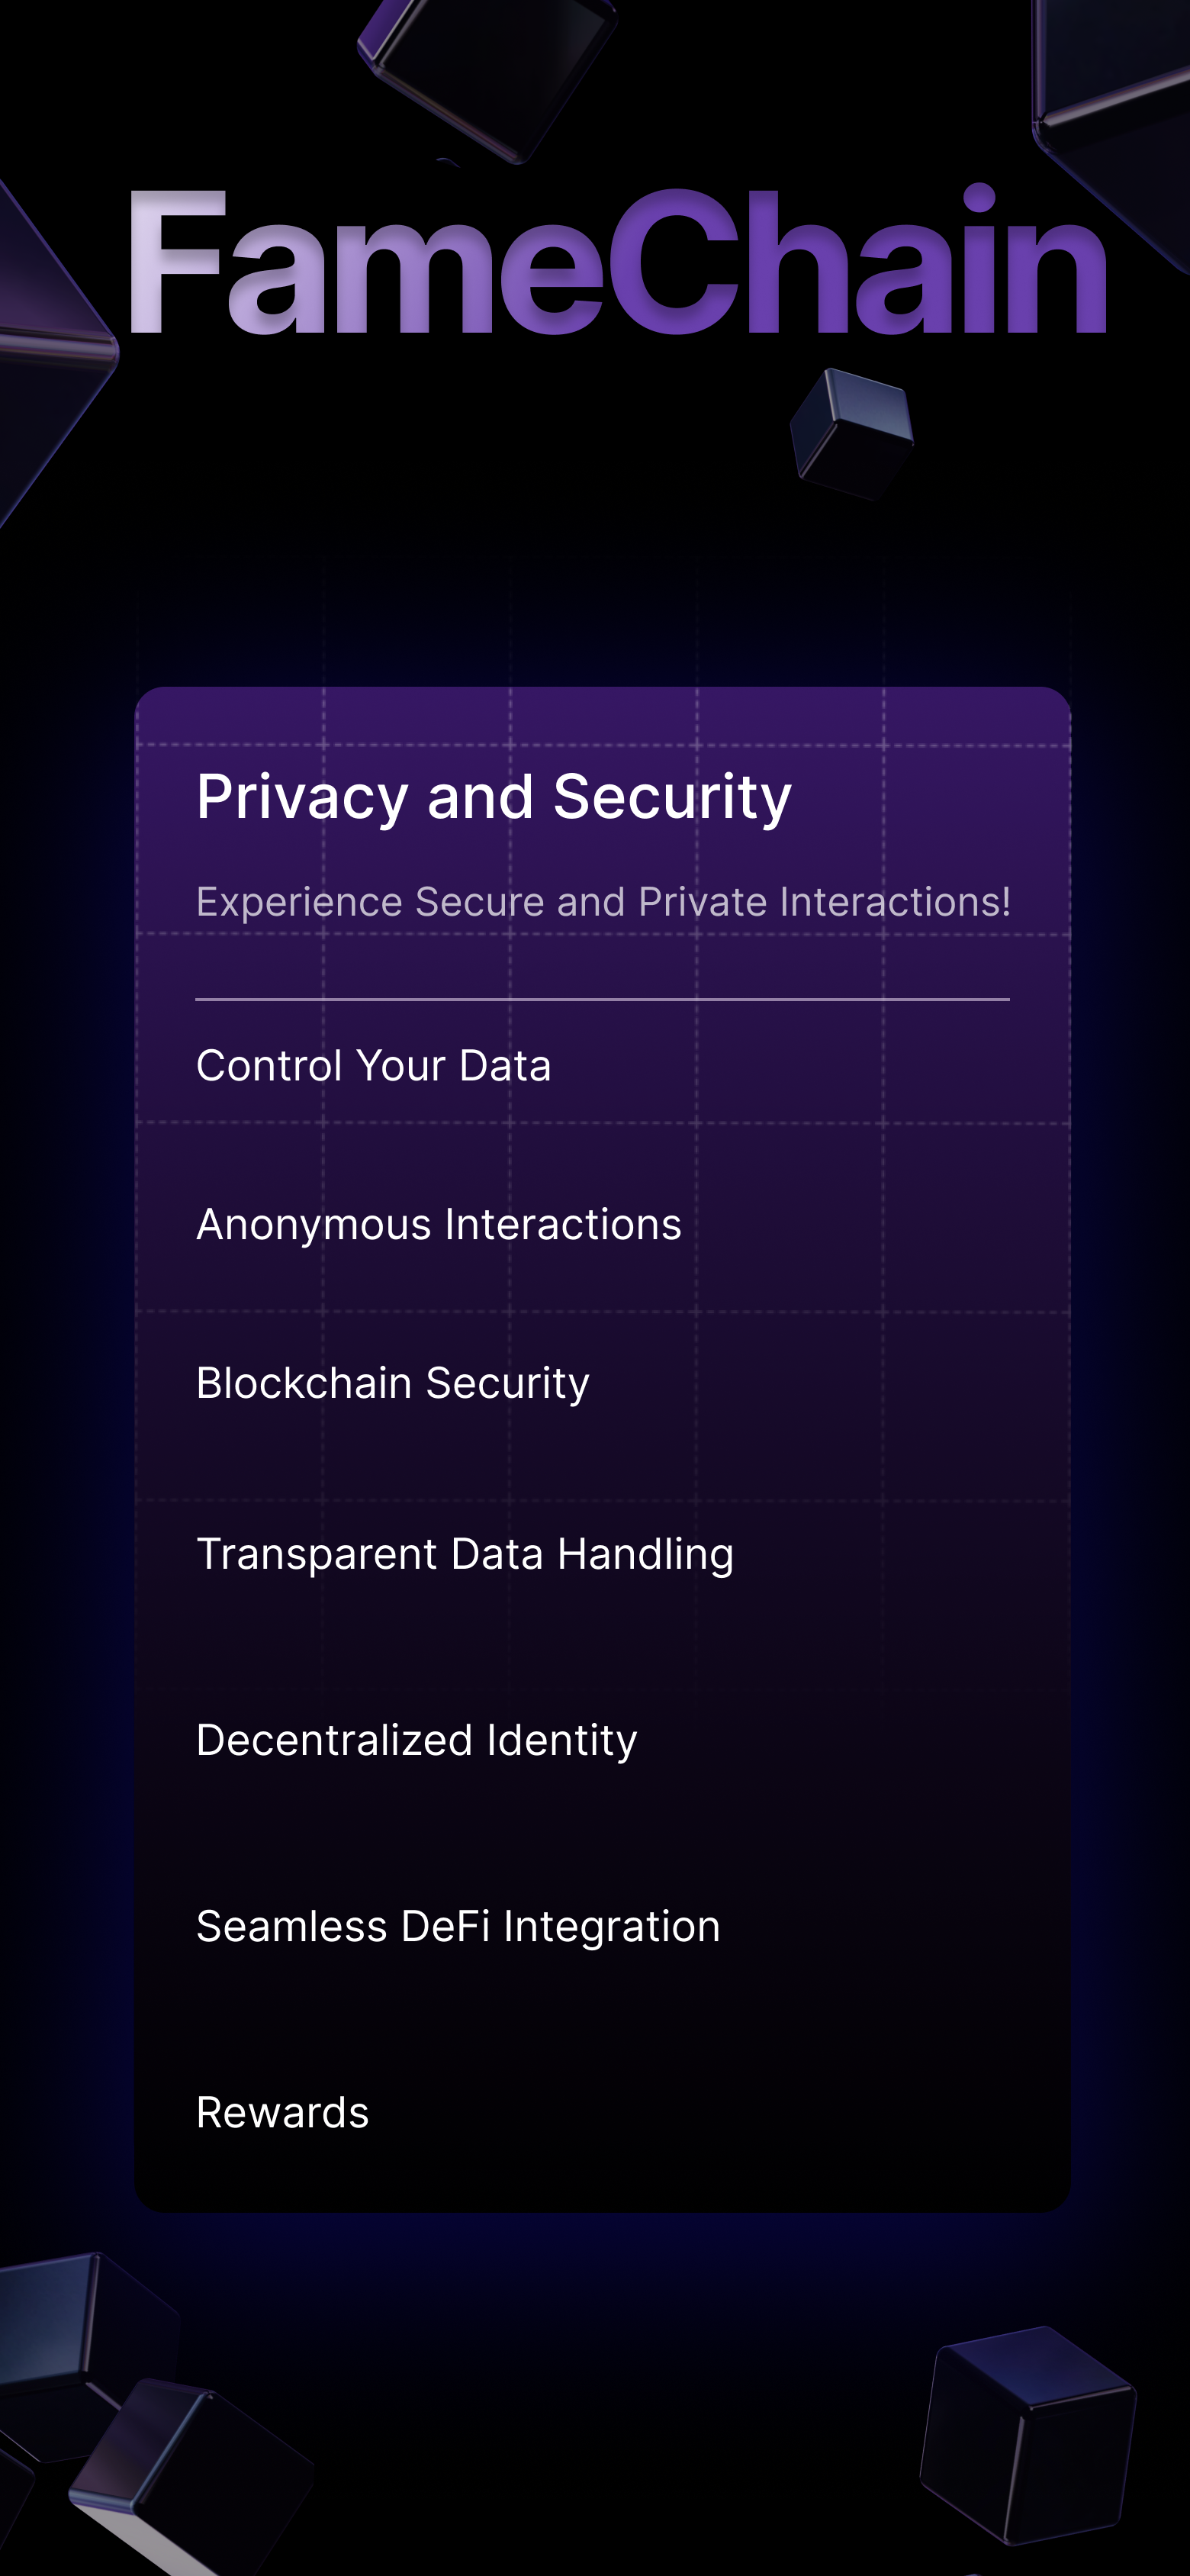 FameChain
Privacy and Security
Experience Secure and Private Interactions!
Control Your Data
Anonymous Interactions
Blockchain Security
Transparent Data Handling
Decentralized Identity
Seamless DeFi Integration
Rewards